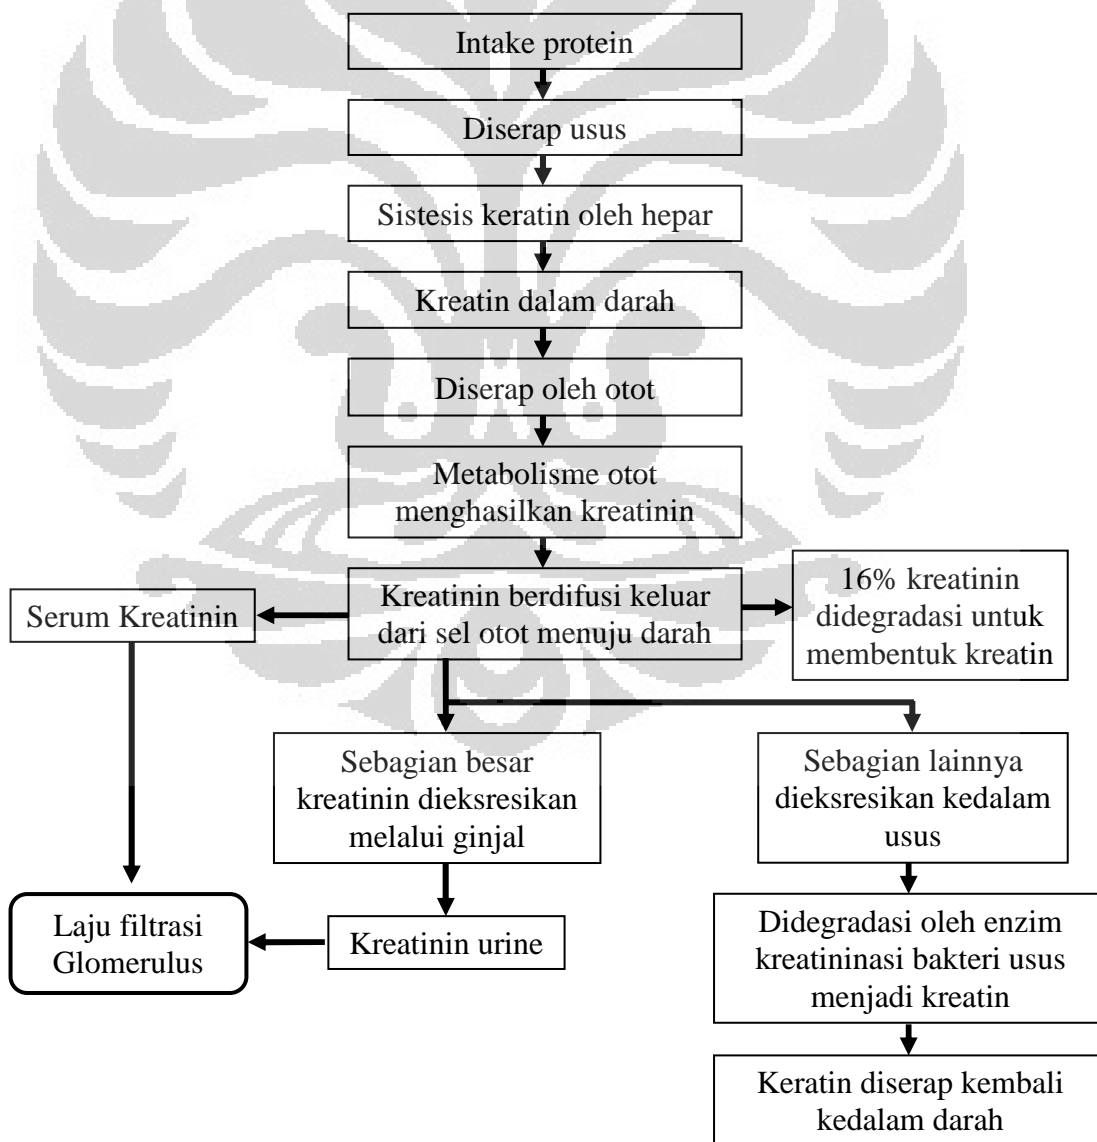 Intake protein
Diserap usus
Sistesis keratin oleh hepar
Kreatin dalam darah
Diserap oleh otot
Metabolisme otot
menghasilkan kreatinin
Kreatinin berdifusi keluar
dari sel otot menuju darah
Serum Kreatinin
16% kreatinin
didegradasi untuk
membentuk kreatin
Sebagian besar
kreatinin dieksresikan
melalui ginjal
Sebagian lainnya
dieksresikan kedalam
usus
Laju filtrasi
Glomerulus
Kreatinin urine
Didegradasi oleh enzim
kreatininasi bakteri usus
menjadi kreatin
Keratin diserap kembali
kedalam darah